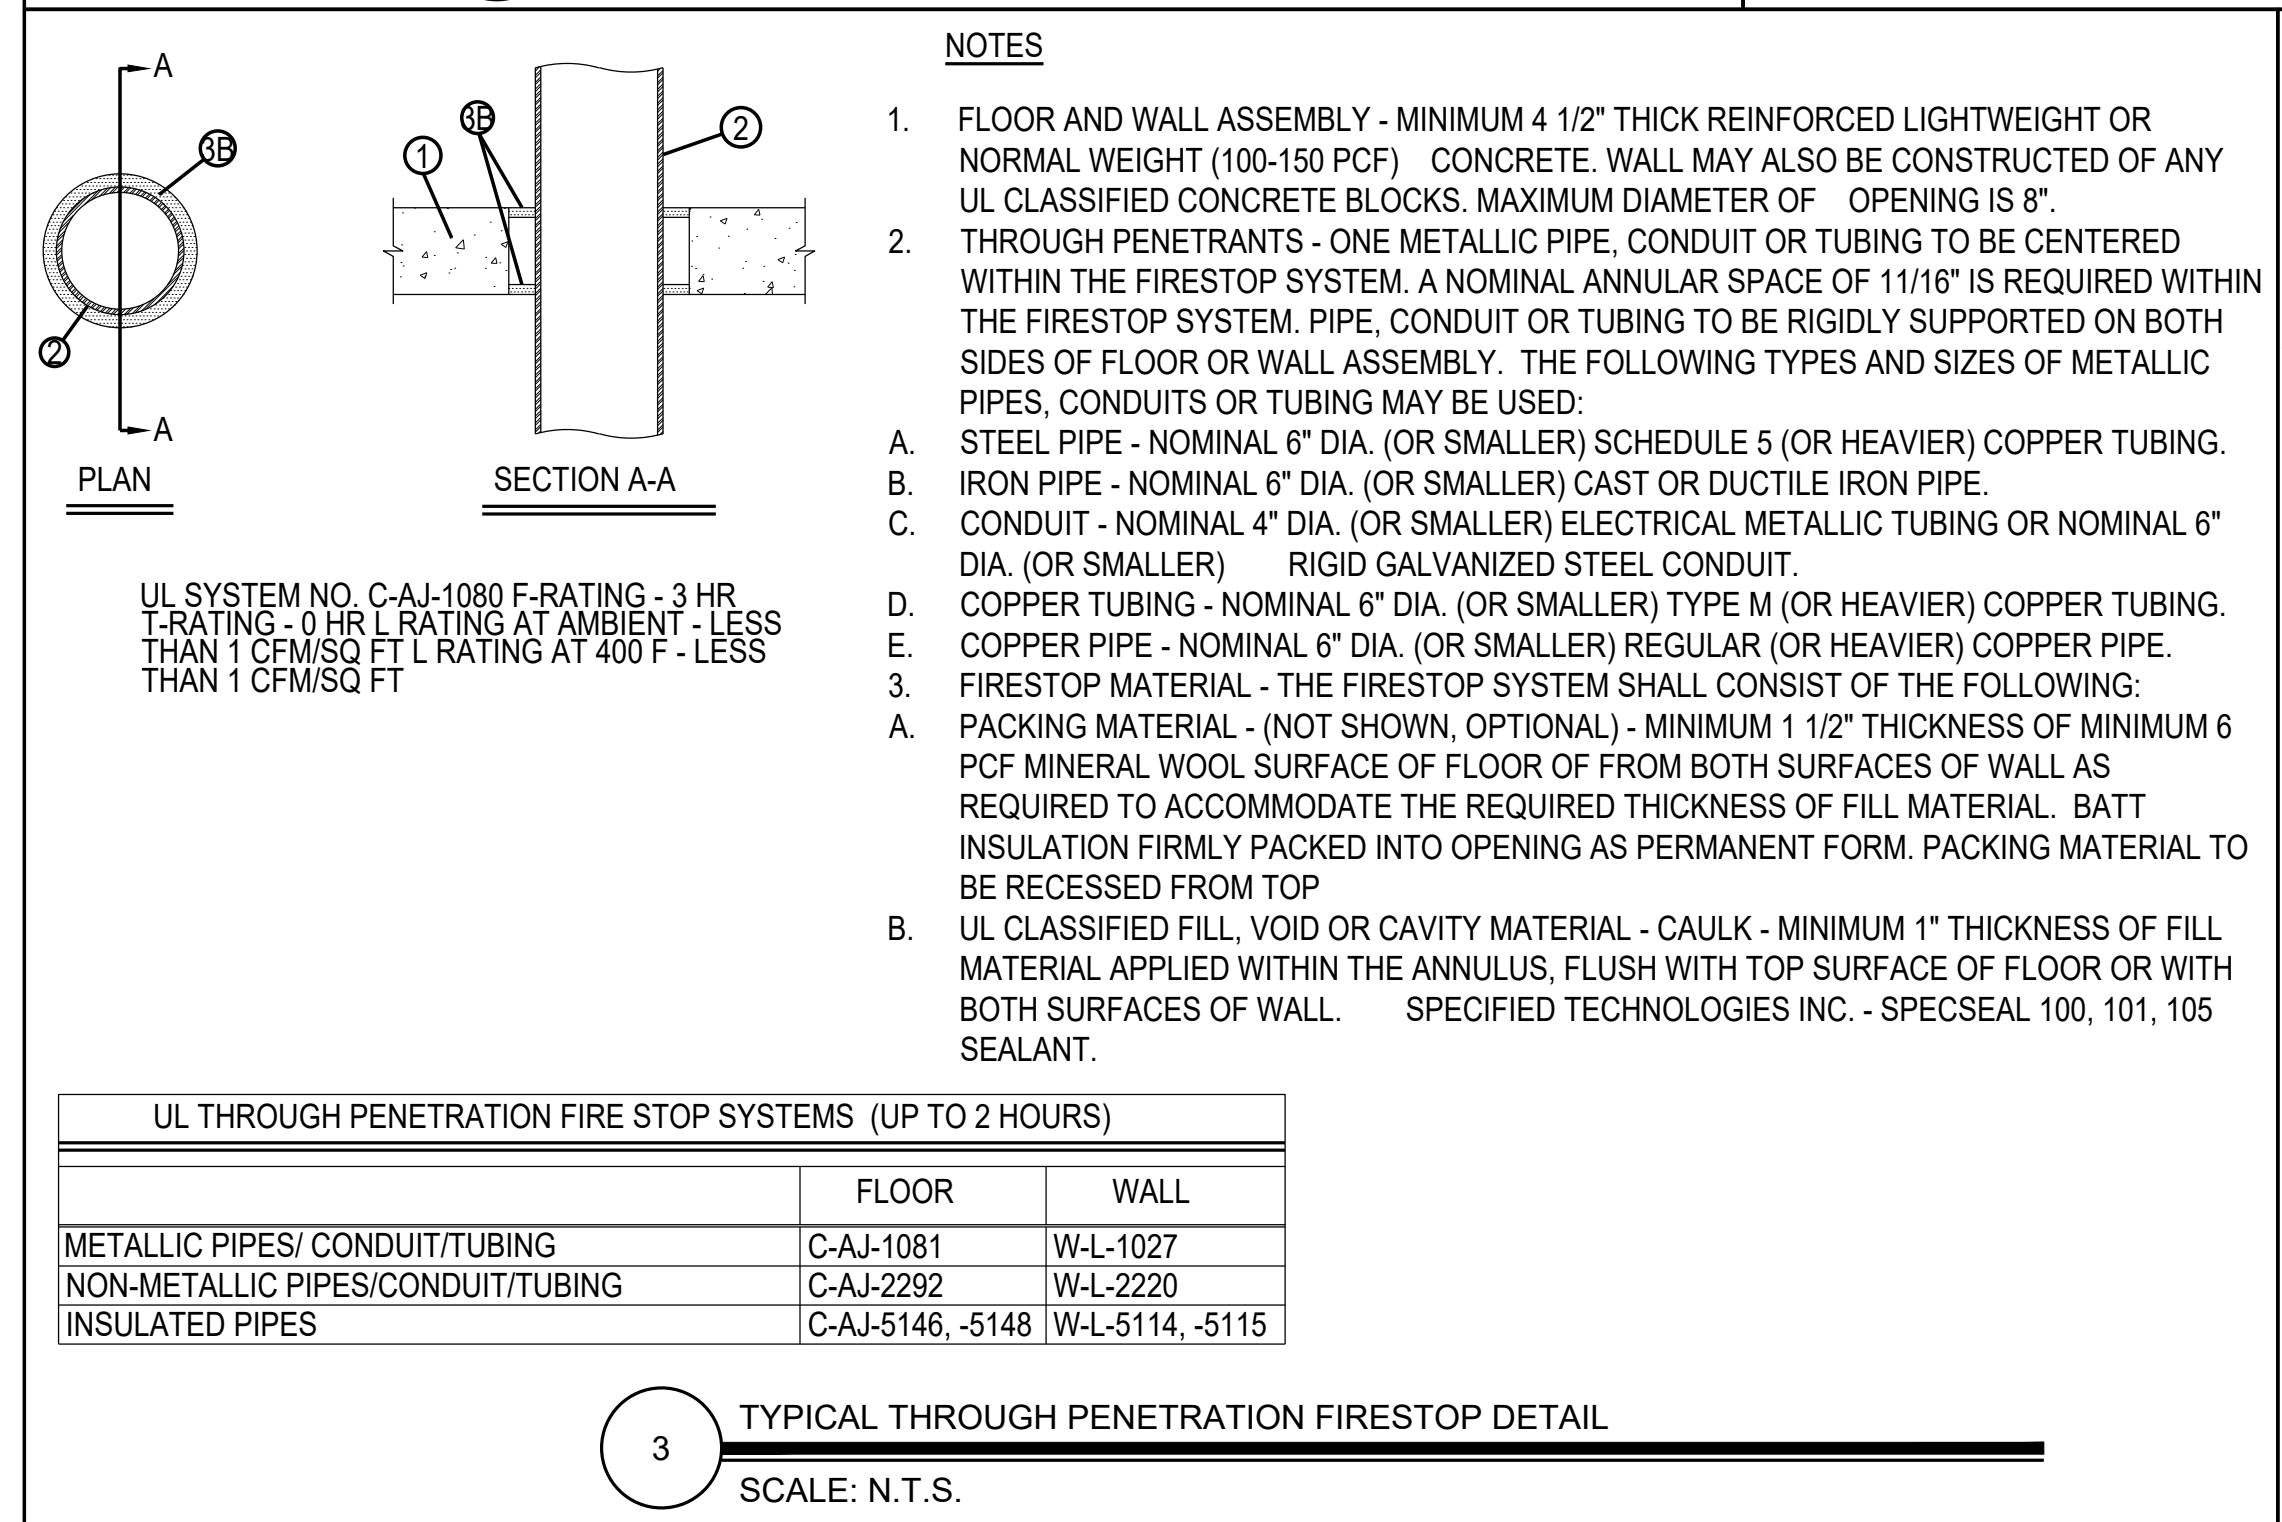 A
3B
2
A
PLAN
1
3B
2
SECTION A-A
UL SYSTEM NO. C-AJ-1080 F-RATING - 3 HR
T-RATING - 0 HR L RATING AT AMBIENT - LESS
THAN 1 CFM/SQ FT L RATING AT 400 F - LESS
THAN 1 CFM/SQ FT
NOTES
1. FLOOR AND WALL ASSEMBLY - MINIMUM 4 1/2" THICK REINFORCED LIGHTWEIGHT OR
NORMAL WEIGHT (100-150 PCF) CONCRETE. WALL MAY ALSO BE CONSTRUCTED OF ANY
UL CLASSIFIED CONCRETE BLOCKS. MAXIMUM DIAMETER OF OPENING IS 8".
2. THROUGH PENETRANTS - ONE METALLIC PIPE, CONDUIT OR TUBING TO BE CENTERED
WITHIN THE FIRESTOP SYSTEM. A NOMINAL ANNULAR SPACE OF 11/16" IS REQUIRED WITHIN
THE FIRESTOP SYSTEM. PIPE, CONDUIT OR TUBING TO BE RIGIDLY SUPPORTED ON BOTH
SIDES OF FLOOR OR WALL ASSEMBLY. THE FOLLOWING TYPES AND SIZES OF METALLIC
PIPES, CONDUITS OR TUBING MAY BE USED:
A. STEEL PIPE - NOMINAL 6" DIA. (OR SMALLER) SCHEDULE 5 (OR HEAVIER) COPPER TUBING.
B. IRON PIPE - NOMINAL 6" DIA. (OR SMALLER) CAST OR DUCTILE IRON PIPE.
C. CONDUIT - NOMINAL 4" DIA. (OR SMALLER) ELECTRICAL METALLIC TUBING OR NOMINAL 6"
DIA. (OR SMALLER) RIGID GALVANIZED STEEL CONDUIT.
D. COPPER TUBING - NOMINAL 6" DIA. (OR SMALLER) TYPE M (OR HEAVIER) COPPER TUBING.
E. COPPER PIPE - NOMINAL 6" DIA. (OR SMALLER) REGULAR (OR HEAVIER) COPPER PIPE.
3. FIRESTOP MATERIAL - THE FIRESTOP SYSTEM SHALL CONSIST OF THE FOLLOWING:
A. PACKING MATERIAL - (NOT SHOWN, OPTIONAL) - MINIMUM 1 1/2" THICKNESS OF MINIMUM 6
PCF MINERAL WOOL SURFACE OF FLOOR OF FROM BOTH SURFACES OF WALL AS
REQUIRED TO ACCOMMODATE THE REQUIRED THICKNESS OF FILL MATERIAL. BATT
INSULATION FIRMLY PACKED INTO OPENING AS PERMANENT FORM. PACKING MATERIAL TO
BE RECESSED FROM TOP
B. UL CLASSIFIED FILL, VOID OR CAVITY MATERIAL - CAULK - MINIMUM 1" THICKNESS OF FILL
MATERIAL APPLIED WITHIN THE ANNULUS, FLUSH WITH TOP SURFACE OF FLOOR OR WITH
BOTH SURFACES OF WALL. SPECIFIED TECHNOLOGIES INC. - SPECSEAL 100, 101, 105
SEALANT.
UL THROUGH PENETRATION FIRE STOP SYSTEMS (UP TO 2 HOURS)
FLOOR WALL
METALLIC PIPES/ CONDUIT/TUBING C-AJ-1081 W-L-1027
NON-METALLIC PIPES/CONDUIT/TUBING C-AJ-2292 W-L-2220
INSULATED PIPES C-AJ-5146, -5148 W-L-5114, -5115
3 TYPICAL THROUGH PENETRATION FIRESTOP DETAIL
SCALE: N.T.S.